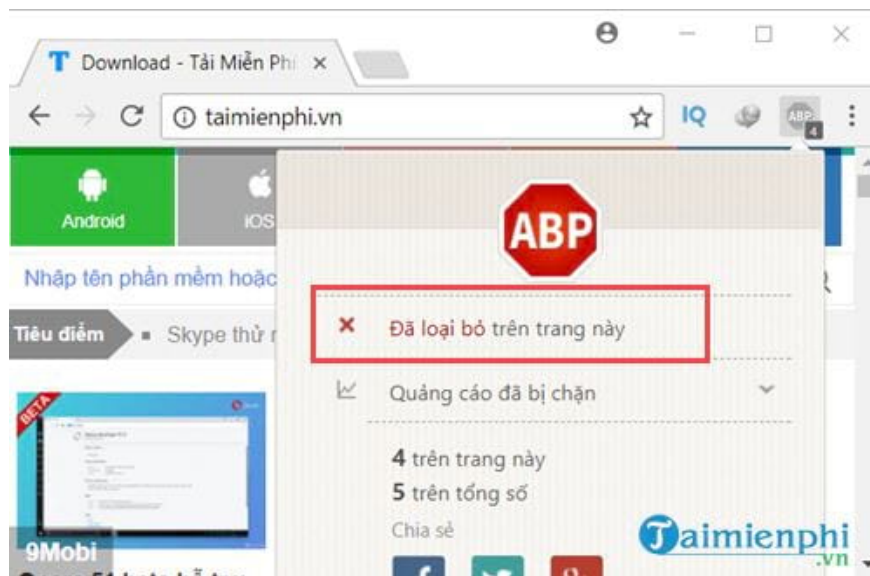 T Download - Tải Miễn Phí
taimienphi.vn
IQ
ABP
4
Android
iOS
ABP
Nhập tên phần mềm hoặc
Đã loại bỏ trên trang này
Tiêu điểm
Skype thử n
Quảng cáo đã bị chặn
BETA
4 trên trang này
5 trên tổng số
Chia sẻ
9Mobi
Taimienphi
.vn